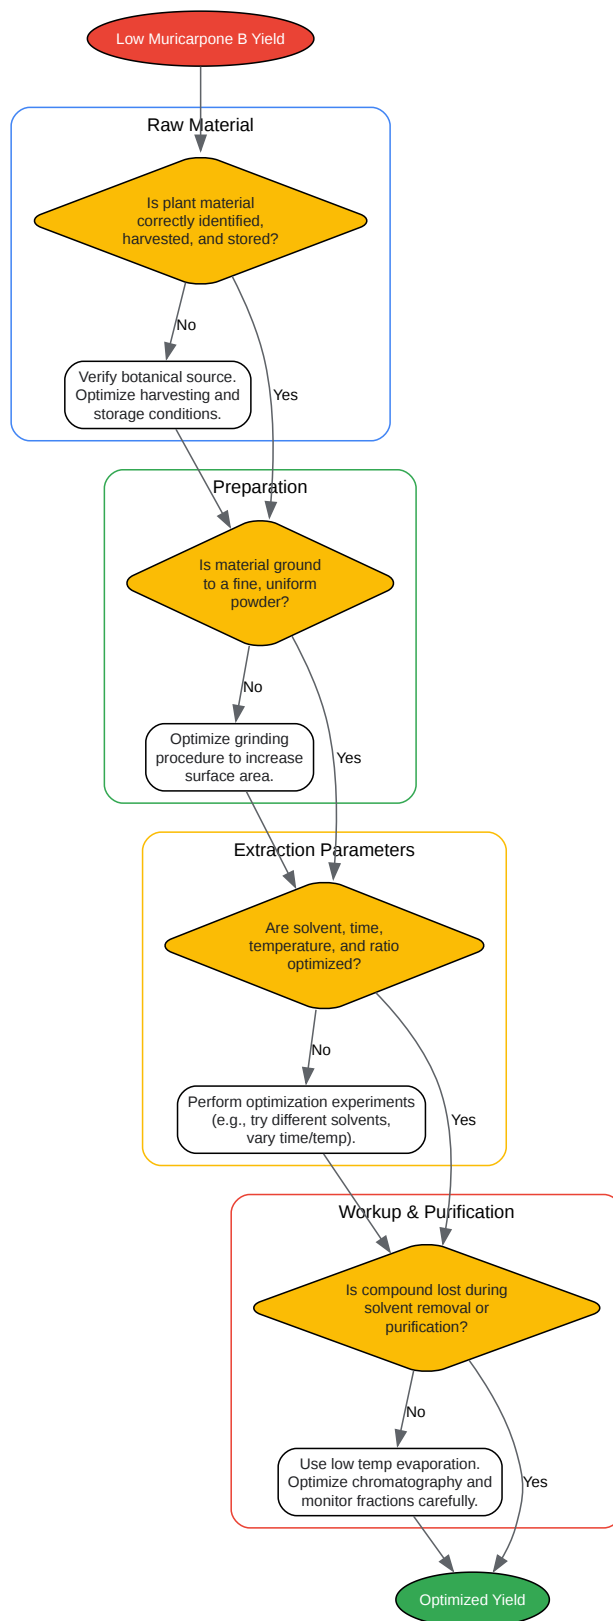 Low Muricarpone B Yield
Raw Material
Is plant material
correctly identified,
harvested, and stored?
No
Yes
Verify botanical source.
Optimize harvesting and
storage conditions.
Preparation
Is material ground
to a fine, uniform
powder?
No
Yes
Optimize grinding
procedure to increase
surface area.
Extraction Parameters
Are solvent, time,
temperature, and ratio
optimized?
No
Yes
Perform optimization experiments
(e.g., try different solvents,
vary time/temp).
Workup & Purification
Is compound lost during
solvent removal or
purification?
No
Yes
Use low temp evaporation.
Optimize chromatography and
monitor fractions carefully.
Optimized Yield